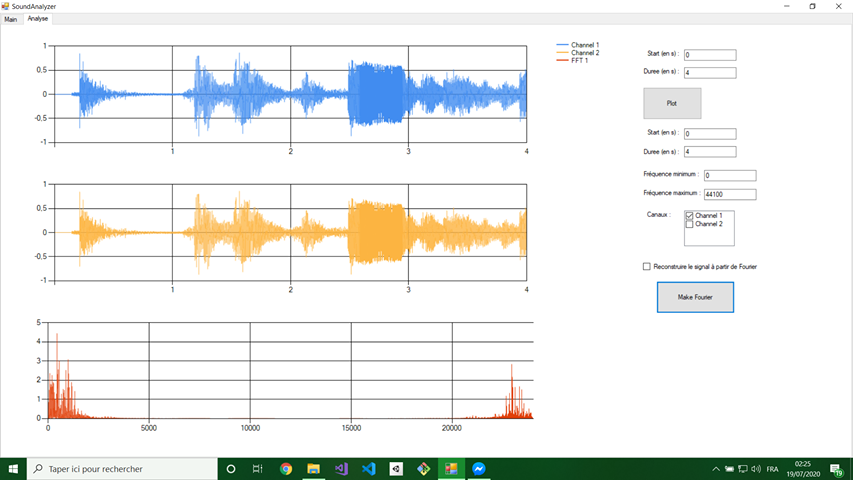 SoundAnalyzer
Main Analyse
1
0.5
0
-0.5
-1
1 2 3 4
1
0.5
0
-0.5
-1
1 2 3 4
5
4
3
2
1
0
0 5000 10000 15000 20000
Channel 1
Channel 2
FFT 1
Start (en s) : 0
Duree (en s) : 4
Plot
Start (en s) : 0
Duree (en s) : 4
Fréquence minimum : 0
Fréquence maximum : 44100
Canaux : Channel 1
Channel 2
Reconstruire le signal à partir de Fourier
Make Fourier
Taper ici pour rechercher
FRA
02:25
19/07/2020
19